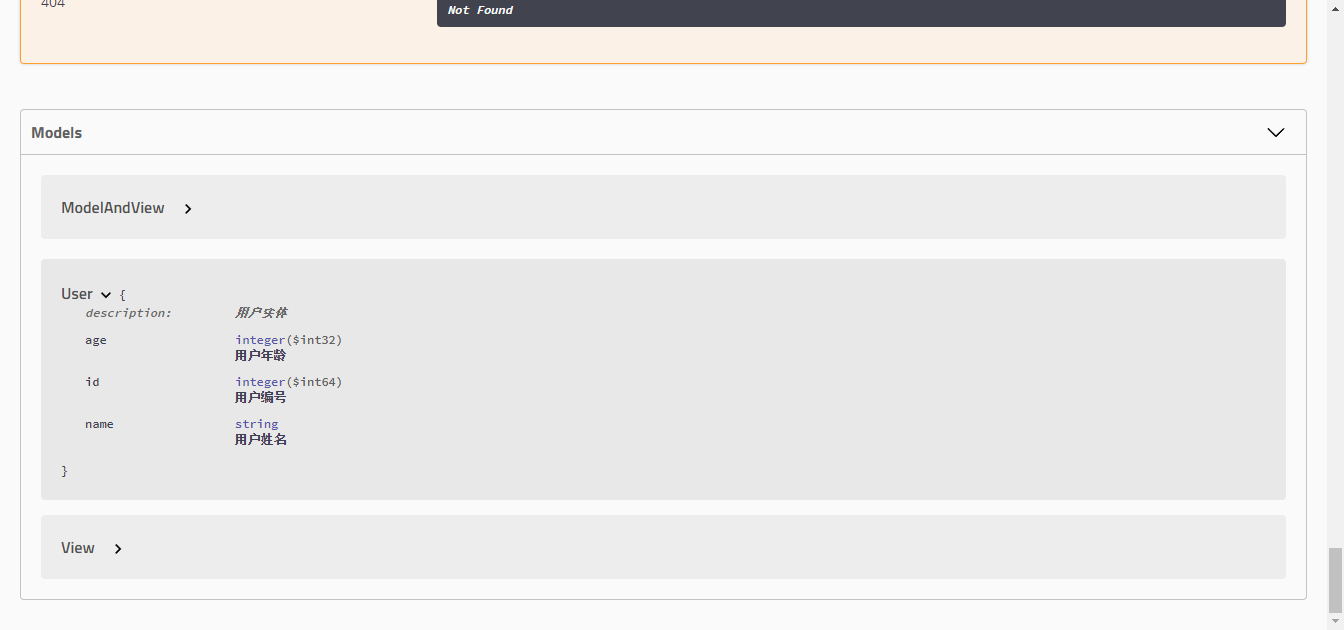 404
Not Found
Models
ModelAndView
User {
description: 用户实体
age integer($int32)
用户年龄
id integer($int64)
用户编号
name string
用户姓名
}
View